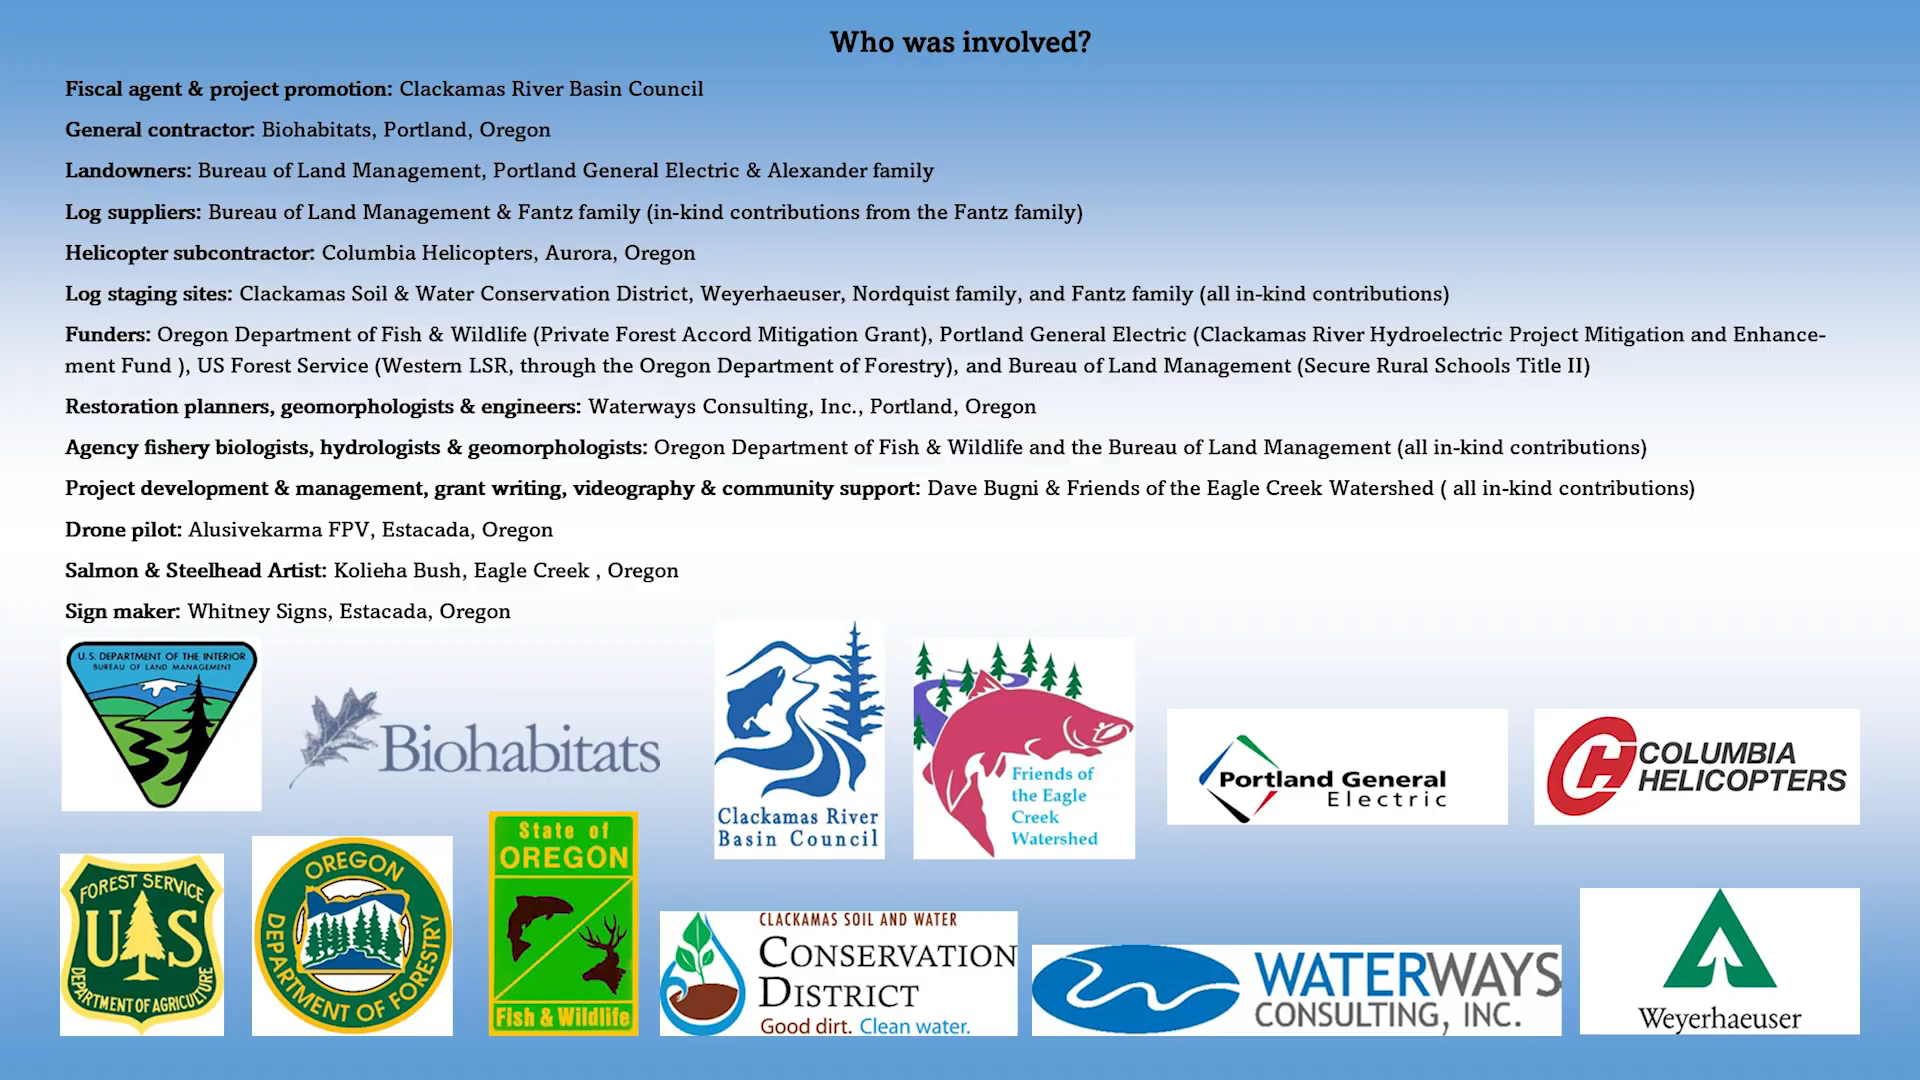 Who was involved?
Fiscal agent & project promotion: Clackamas River Basin Council
General contractor: Biohabitats, Portland, Oregon
Landowners: Bureau of Land Management, Portland General Electric & Alexander family
Log suppliers: Bureau of Land Management & Fantz family (in-kind contributions from the Fantz family)
Helicopter subcontractor: Columbia Helicopters, Aurora, Oregon
Log staging sites: Clackamas Soil & Water Conservation District, Weyerhaeuser, Nordquist family, and Fantz family (all in-kind contributions)
Funders: Oregon Department of Fish & Wildlife (Private Forest Accord Mitigation Grant), Portland General Electric (Clackamas River Hydroelectric Project Mitigation and Enhance-
ment Fund ), US Forest Service (Western LSR, through the Oregon Department of Forestry), and Bureau of Land Management (Secure Rural Schools Title II)
Restoration planners, geomorphologists & engineers: Waterways Consulting, Inc., Portland, Oregon
Agency fishery biologists, hydrologists & geomorphologists: Oregon Department of Fish & Wildlife and the Bureau of Land Management (all in-kind contributions)
Project development & management, grant writing, videography & community support: Dave Bugni & Friends of the Eagle Creek Watershed ( all in-kind contributions)
Drone pilot: Alusivekarma FPV, Estacada, Oregon
Salmon & Steelhead Artist: Kolieha Bush, Eagle Creek , Oregon
Sign maker: Whitney Signs, Estacada, Oregon
U.S. DEPARTMENT OF THE INTERIOR
BUREAU OF LAND MANAGEMENT
Biohabitats
Clackamas River
Basin Council
Friends of
the Eagle
Creek
Watershed
Portland General
Electric
CH COLUMBIA
HELICOPTERS
FOREST SERVICE
U S
DEPARTMENT OF AGRICULTURE
OREGON
DEPARTMENT OF FORESTRY
State of
OREGON
Fish & Wildlife
CLACKAMAS SOIL AND WATER
CONSERVATION
DISTRICT
Good dirt. Clean water.
WATERWAYS
CONSULTING, INC.
Weyerhaeuser